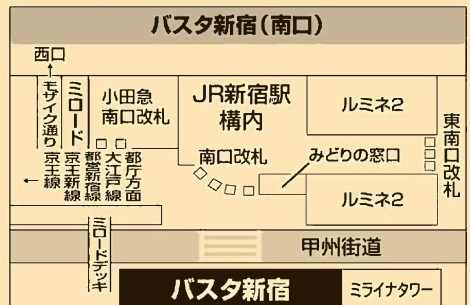 バスタ新宿（南口）
西口
モザイク通り
ミロード
小田急
南口改札
JR新宿駅
構内
ルミネ2
東南口改札
南口改札
みどりの窓口
ルミネ2
京王線
京王新線
都営新宿線
大江戸線
都庁方面
ミロードデッキ
甲州街道
バスタ新宿
ミライナタワー